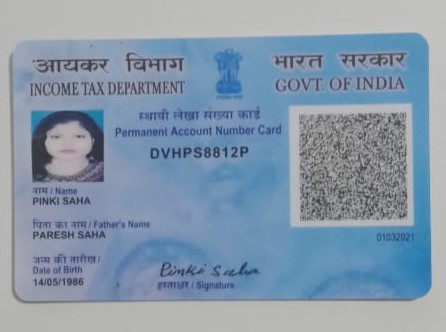 आयकर विभाग
INCOME TAX DEPARTMENT
भारत सरकार
GOVT. OF INDIA
स्थायी लेखा संख्या कार्ड
Permanent Account Number Card
DVHPS8812P
नाम / Name
PINKI SAHA
पिता का नाम / Father's Name
PARESH SAHA
जन्म की तारीख /
Date of Birth
14/05/1986
Pinki Saha
हस्ताक्षर / Signature
01032021